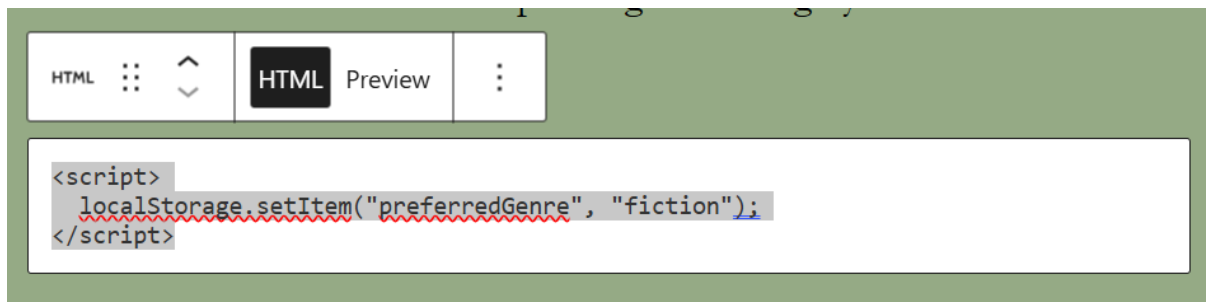 HTML HTML Preview
<script>
localStorage.setItem("preferredGenre", "fiction");
</script>